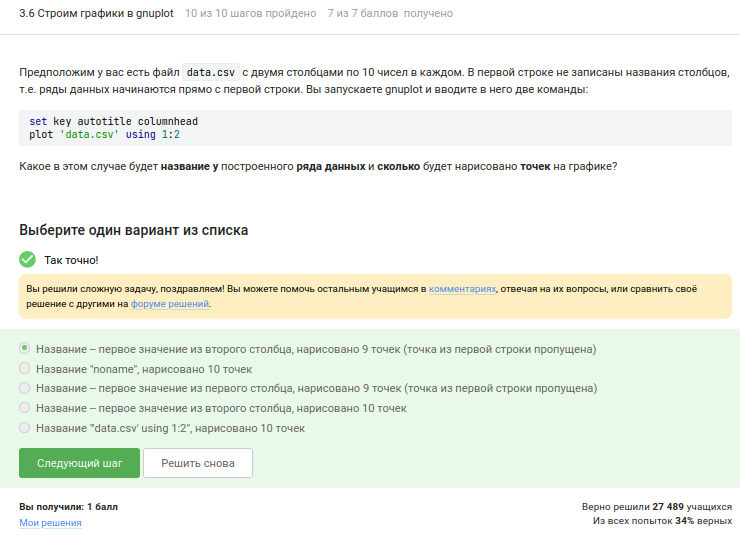 3.6 Строим графики в gnuplot 10 из 10 шагов пройдено 7 из 7 баллов получено
Предположим у вас есть файл data.csv с двумя столбцами по 10 чисел в каждом. В первой строке не записаны названия столбцов,
т.е. ряды данных начинаются прямо с первой строки. Вы запускаете gnuplot и вводите в него две команды:
set key autotitle columnhead
plot 'data.csv' using 1:2
Какое в этом случае будет название у построенного ряда данных и сколько будет нарисовано точек на графике?
Выберите один вариант из списка
Так точно!
Вы решили сложную задачу, поздравляем! Вы можете помочь остальным учащимся в комментариях, отвечая на их вопросы, или сравнить своё
решение с другими на форуме решений.
Название -- первое значение из второго столбца, нарисовано 9 точек (точка из первой строки пропущена)
Название "noname", нарисовано 10 точек
Название -- первое значение из первого столбца, нарисовано 9 точек (точка из первой строки пропущена)
Название -- первое значение из второго столбца, нарисовано 10 точек
Название "'data.csv' using 1:2", нарисовано 10 точек
Следующий шаг Решить снова
Вы получили: 1 балл Верно решили 27 489 учащихся
Мои решения Из всех попыток 34% верных